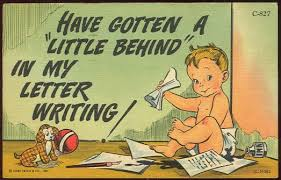 C-827
HAVE GOTTEN A
"LITTLE BEHIND"
IN MY
LETTER
WRITING!